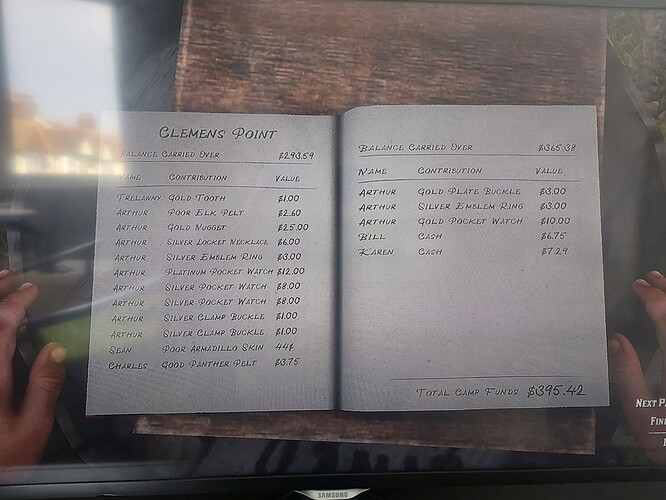 CLEMENS POINT
BALANCE CARRIED OVER $293.59
NAME CONTRIBUTION VALUE
TRELAWNY GOLD TOOTH $1.00
ARTHUR POOR ELK PELT $2.60
ARTHUR GOLD NUGGET $25.00
ARTHUR SILVER LOCKET NECKLACE $6.00
ARTHUR SILVER EMBLEM RING $3.00
ARTHUR PLATINUM POCKET WATCH $12.00
ARTHUR SILVER POCKET WATCH $8.00
ARTHUR SILVER POCKET WATCH $8.00
ARTHUR SILVER CLAMP BUCKLE $1.00
ARTHUR SILVER CLAMP BUCKLE $1.00
SEAN POOR ARMADILLO SKIN 44¢
CHARLES GOOD PANTHER PELT $3.75
BALANCE CARRIED OVER $365.38
NAME CONTRIBUTION VALUE
ARTHUR GOLD PLATE BUCKLE $3.00
ARTHUR SILVER EMBLEM RING $3.00
ARTHUR GOLD POCKET WATCH $10.00
BILL CASH $6.75
KAREN CASH $7.29
TOTAL CAMP FUNDS $395.42
NEXT
SAMSUNG